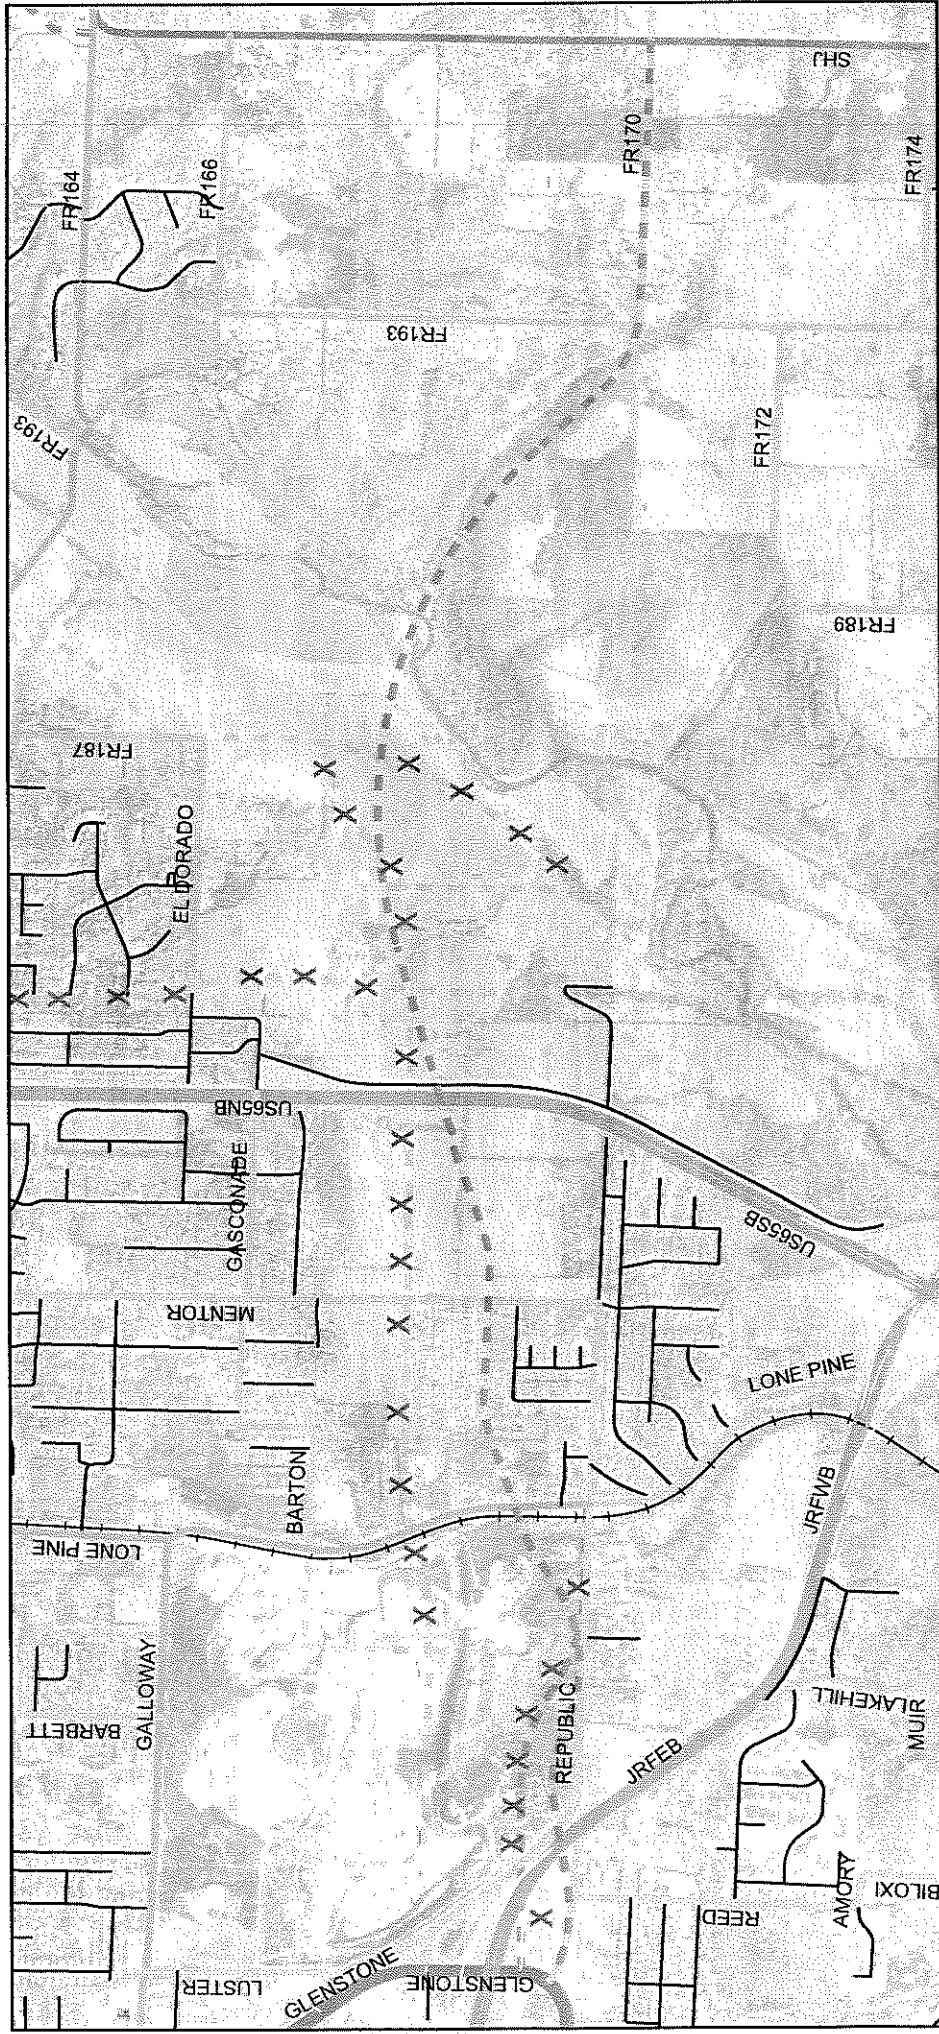 SHJ
FR164
FR166
FR170
FR174
FR193
FR193
FR172
FR189
FR187
EL DORADO
US65NB
GASCONADE
MENTOR
US65SB
LONE PINE
BARTON
LONE PINE
JRFWB
GALLOWAY
BARBETT
REPUBLIC
LAKEHILL
MUIR
JRFEB
AMORY
BILOXI
REED
GLENSTONE
GLENSTONE
LUSTER